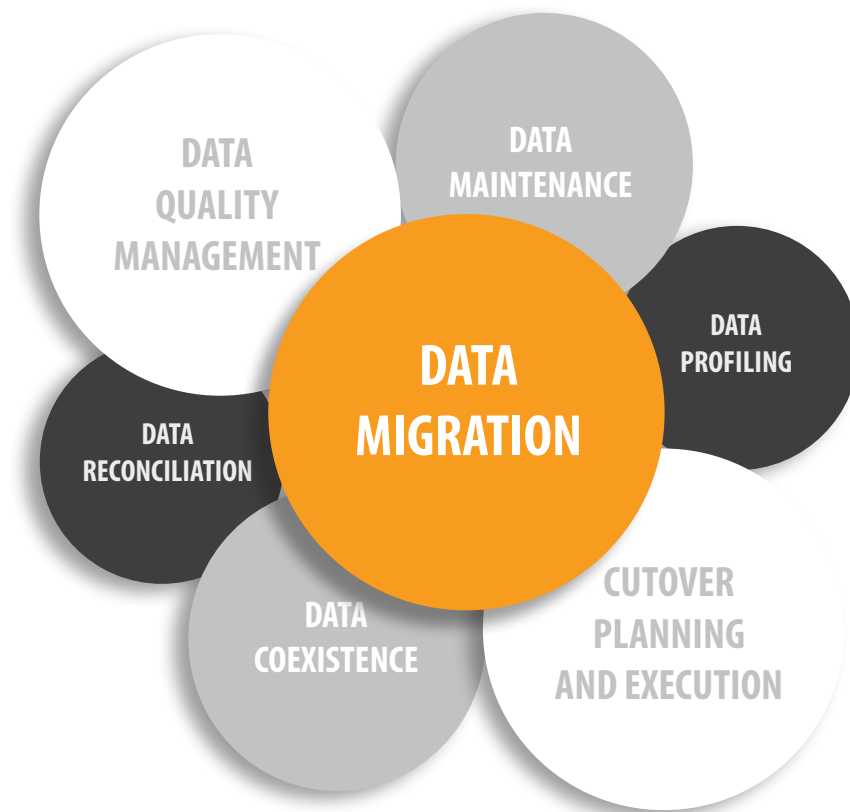 DATA
QUALITY
MANAGEMENT
DATA
MAINTENANCE
DATA
PROFILING
DATA
MIGRATION
DATA
RECONCILIATION
DATA
COEXISTENCE
CUTOVER
PLANNING
AND EXECUTION